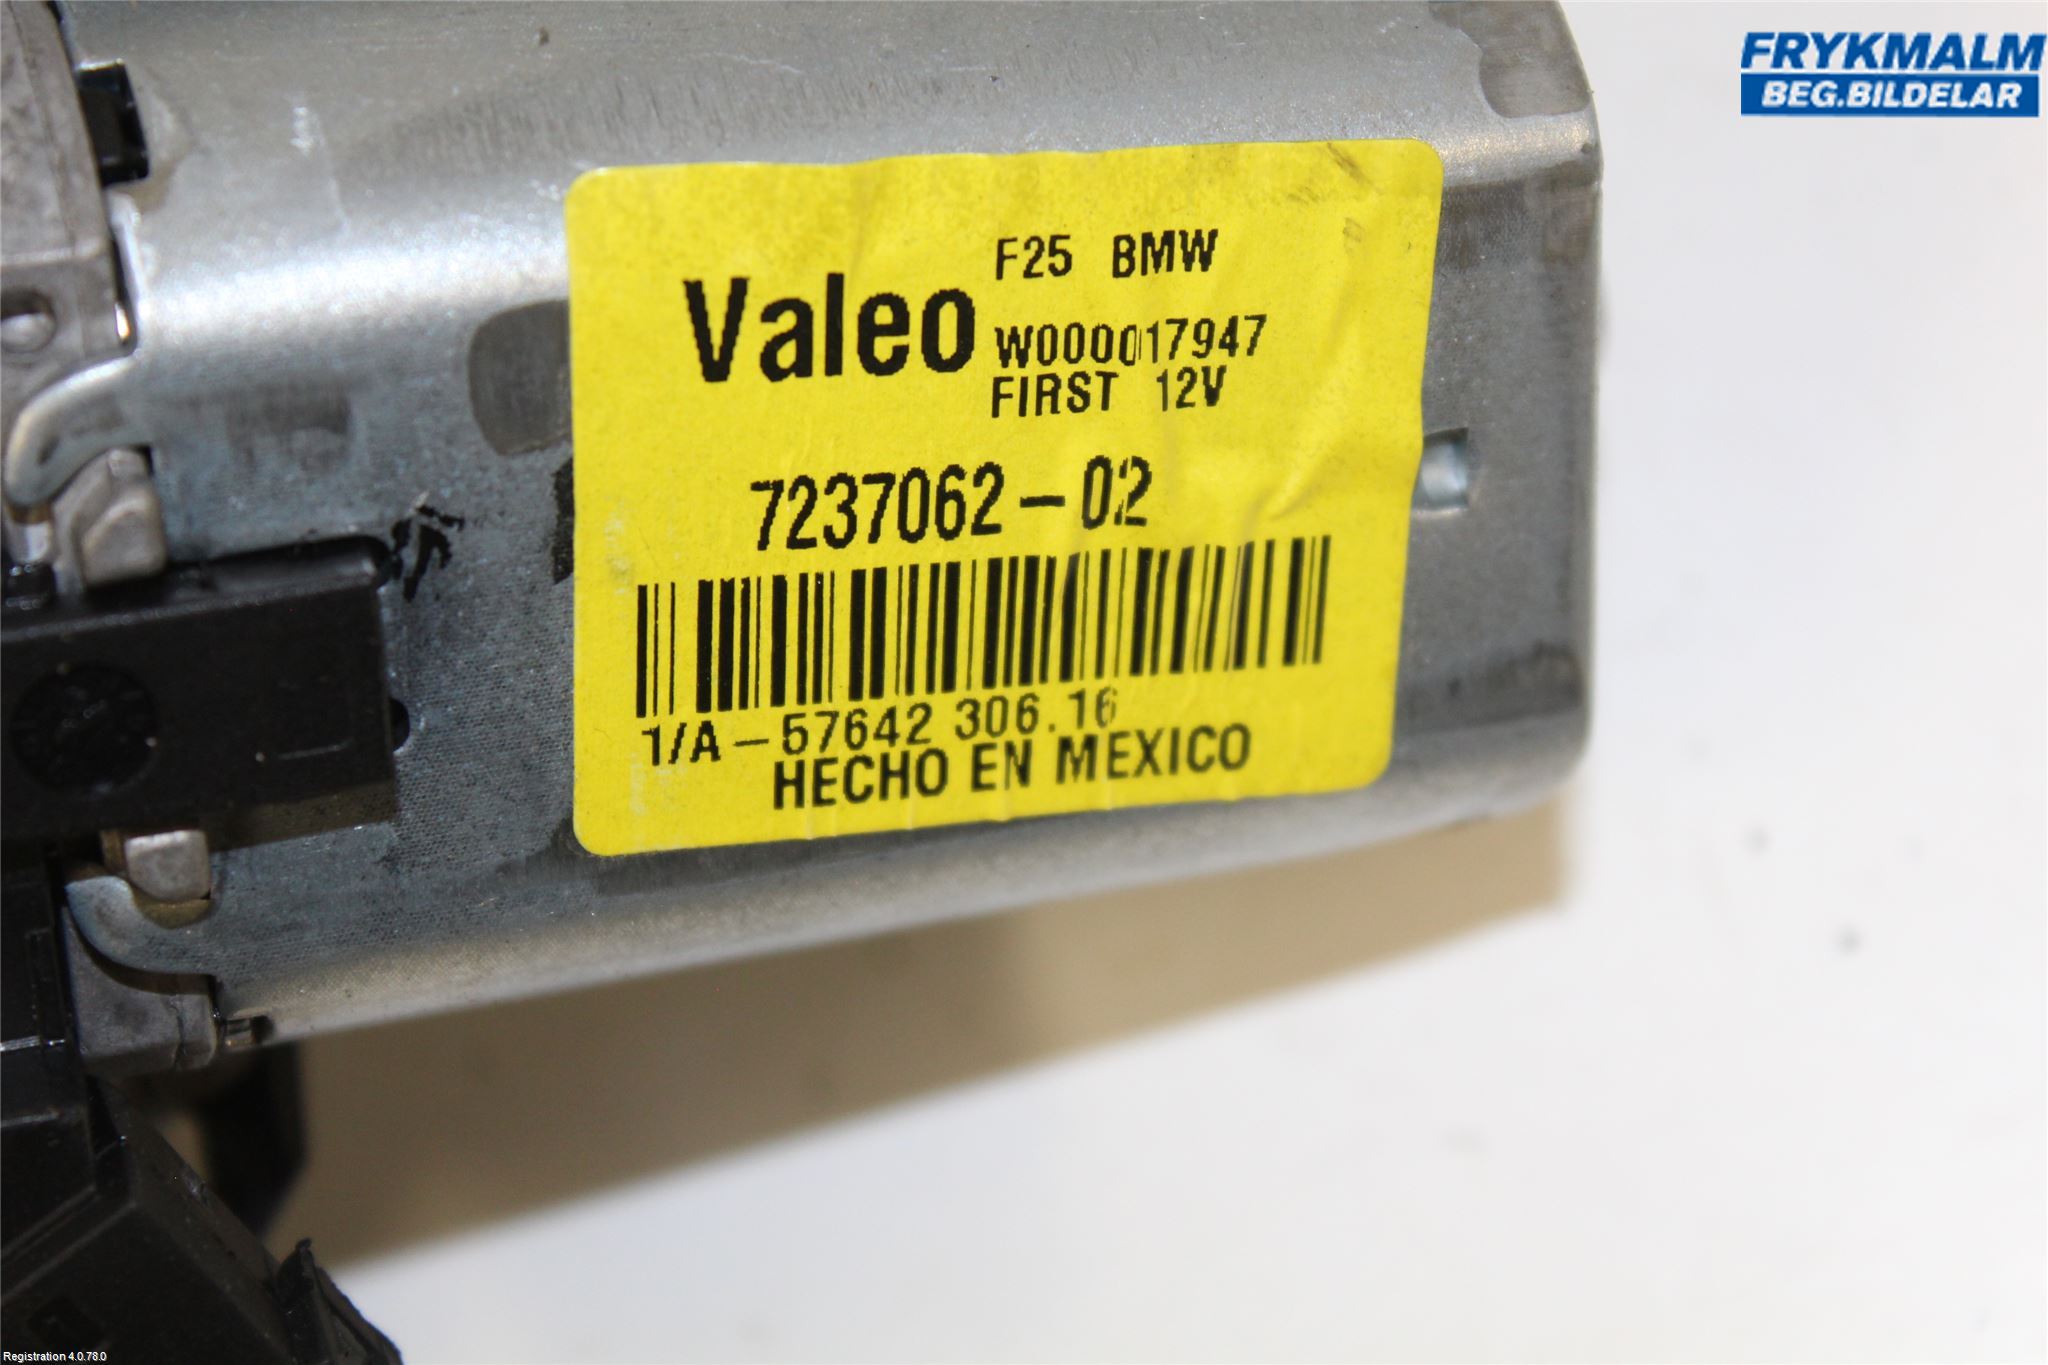 FRYKMALM
BEG.BILDELAR
F25 BMW
Valeo
W000017947
FIRST 12V
7237062-02
1/A-57642 306.16
HECHO EN MEXICO
Registration 4.0.78.0